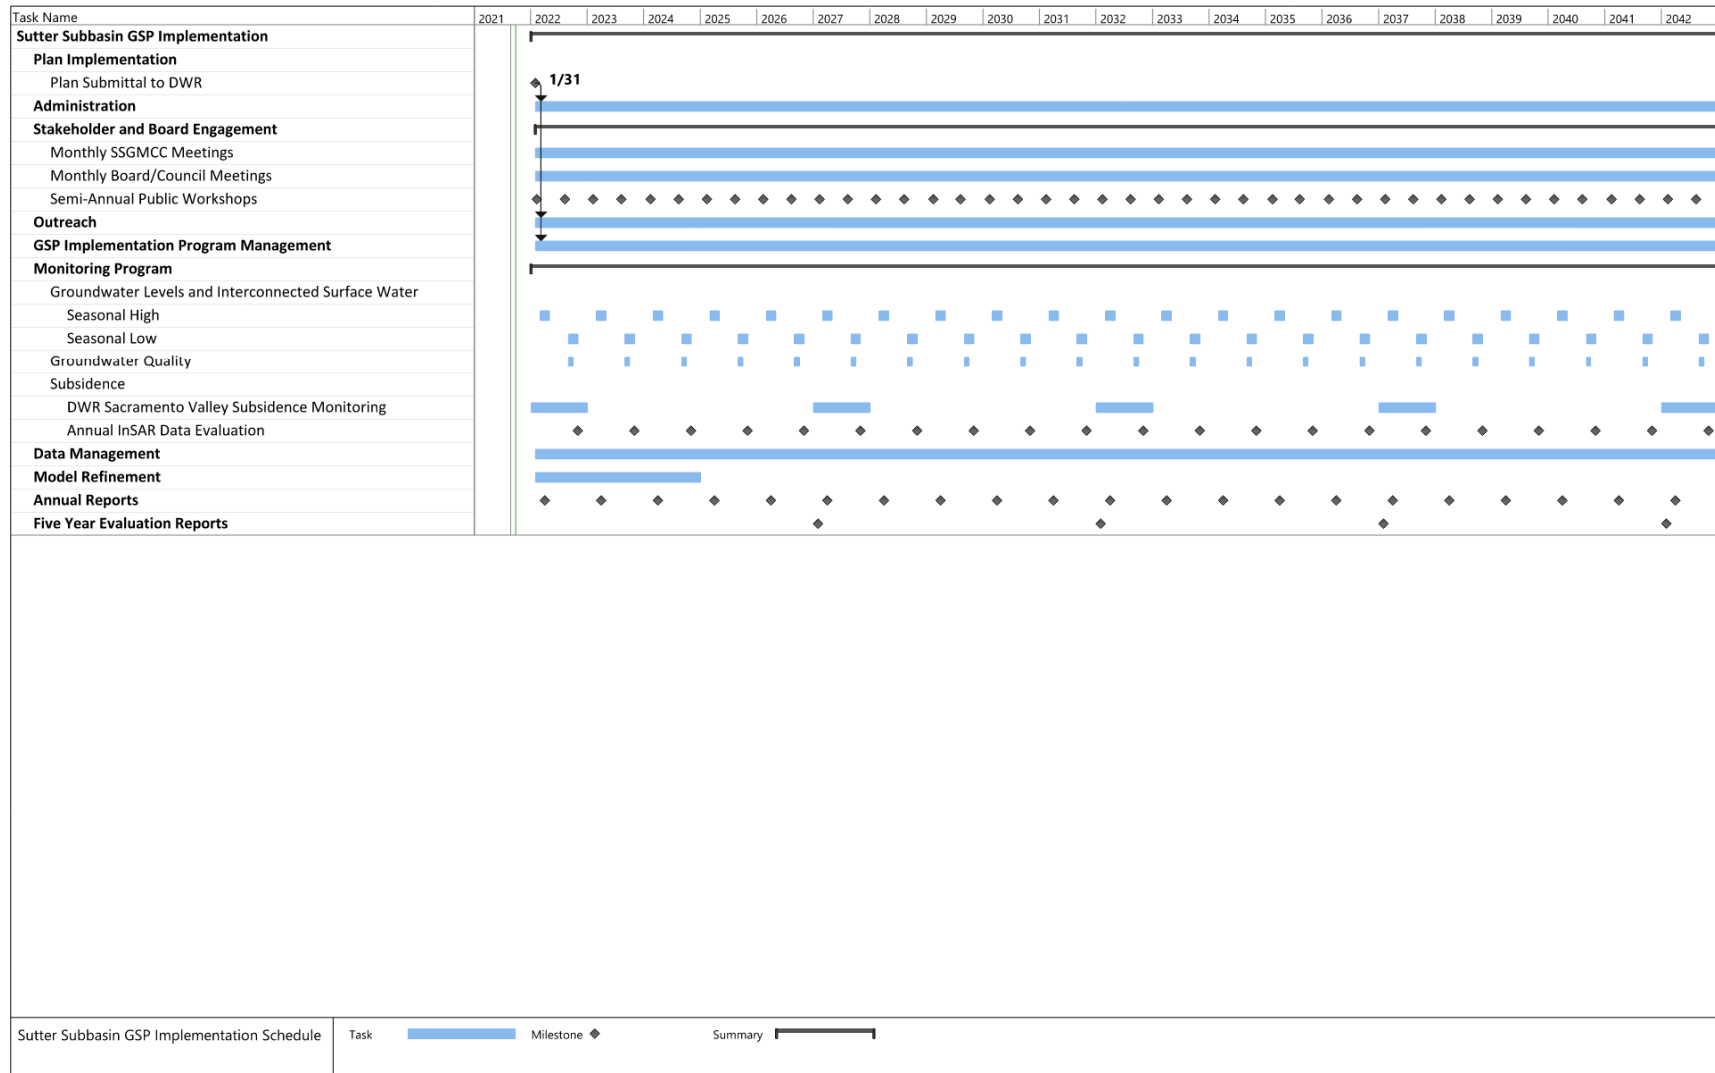 Task Name 2021 2022 2023 2024 2025 2026 2027 2028 2029 2030 2031 2032 2033 2034 2035 2036 2037 2038 2039 2040 2041 2042
Sutter Subbasin GSP Implementation
Plan Implementation
Plan Submittal to DWR 1/31
Administration
Stakeholder and Board Engagement
Monthly SSGMCC Meetings
Monthly Board/Council Meetings
Semi-Annual Public Workshops
Outreach
GSP Implementation Program Management
Monitoring Program
Groundwater Levels and Interconnected Surface Water
Seasonal High
Seasonal Low
Groundwater Quality
Subsidence
DWR Sacramento Valley Subsidence Monitoring
Annual InSAR Data Evaluation
Data Management
Model Refinement
Annual Reports
Five Year Evaluation Reports
Sutter Subbasin GSP Implementation Schedule Task Milestone Summary